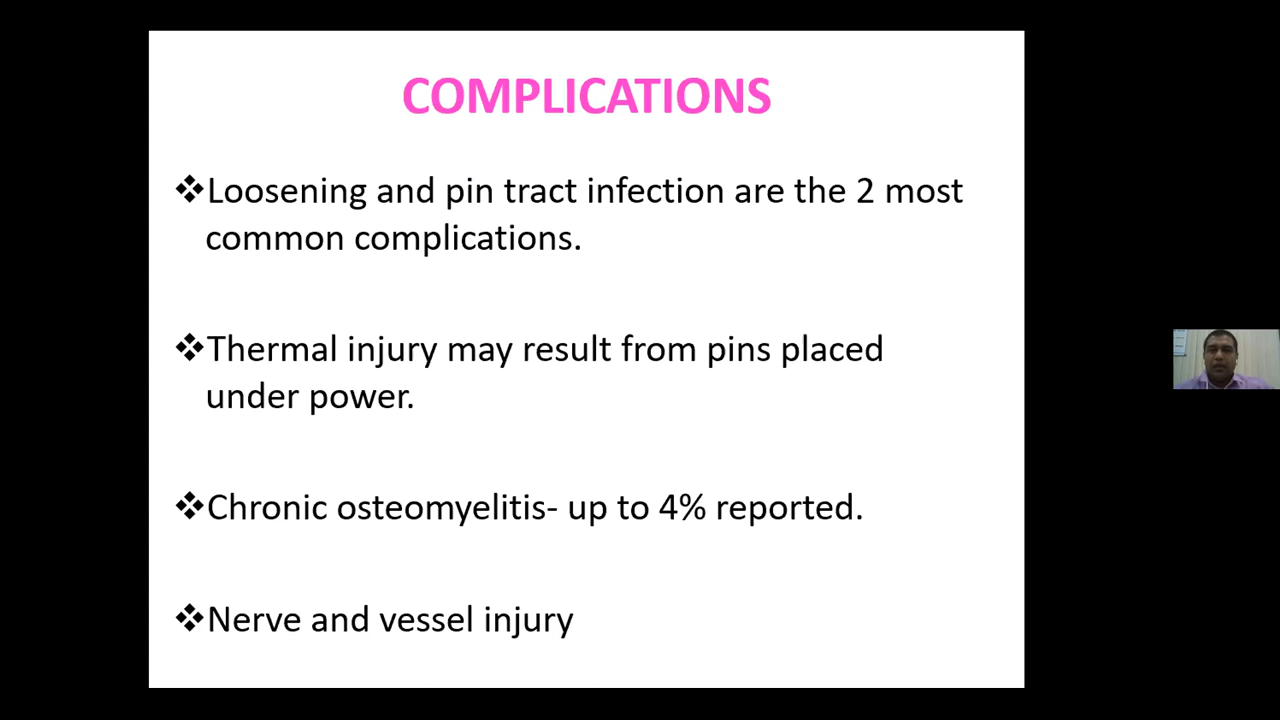 COMPLICATIONS
❖Loosening and pin tract infection are the 2 most
common complications.
❖Thermal injury may result from pins placed
under power.
❖Chronic osteomyelitis- up to 4% reported.
❖Nerve and vessel injury